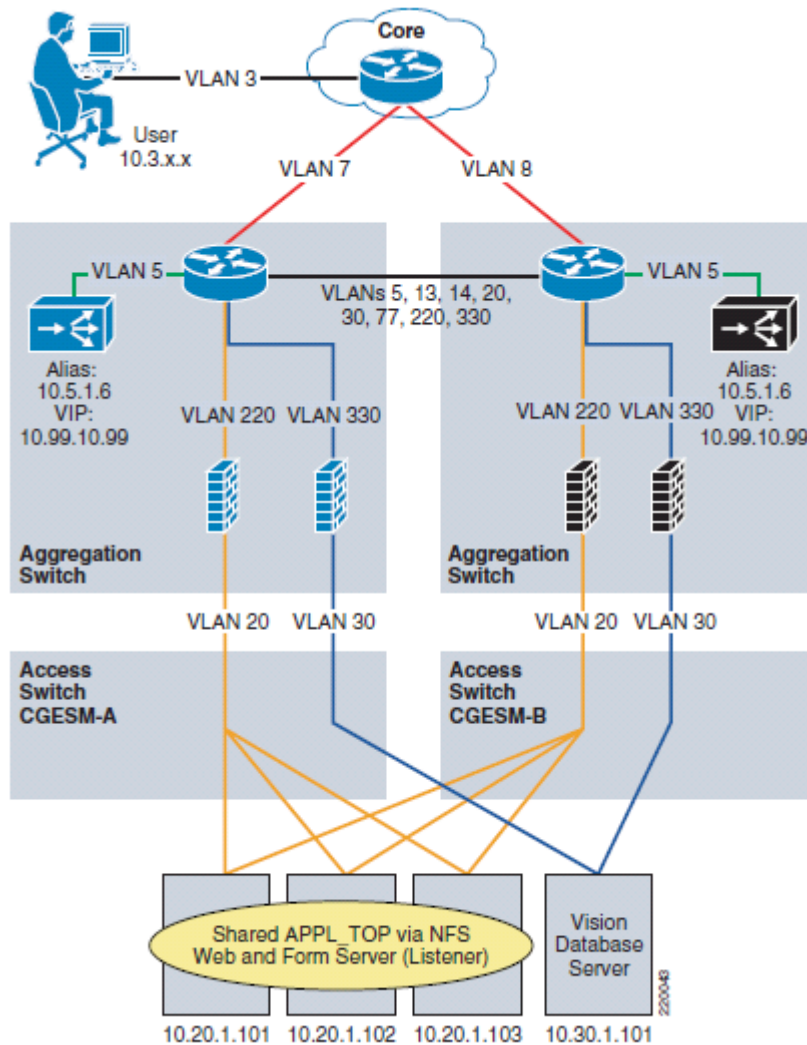 Core
VLAN 3
User
10.3.x.x
VLAN 7
VLAN 8
VLAN 5
VLAN 5
VLANs 5, 13, 14, 20,
30, 77, 220, 330
Alias:
10.5.1.6
VIP:
10.99.10.99
Alias:
10.5.1.6
VIP:
10.99.10.99
VLAN 220
VLAN 330
VLAN 220
VLAN 330
Aggregation
Switch
Aggregation
Switch
VLAN 20
VLAN 30
VLAN 20
VLAN 30
Access
Switch
CGESM-A
Access
Switch
CGESM-B
Shared APPL_TOP via NFS
Web and Form Server (Listener)
Vision
Database
Server
220043
10.20.1.101
10.20.1.102
10.20.1.103
10.30.1.101